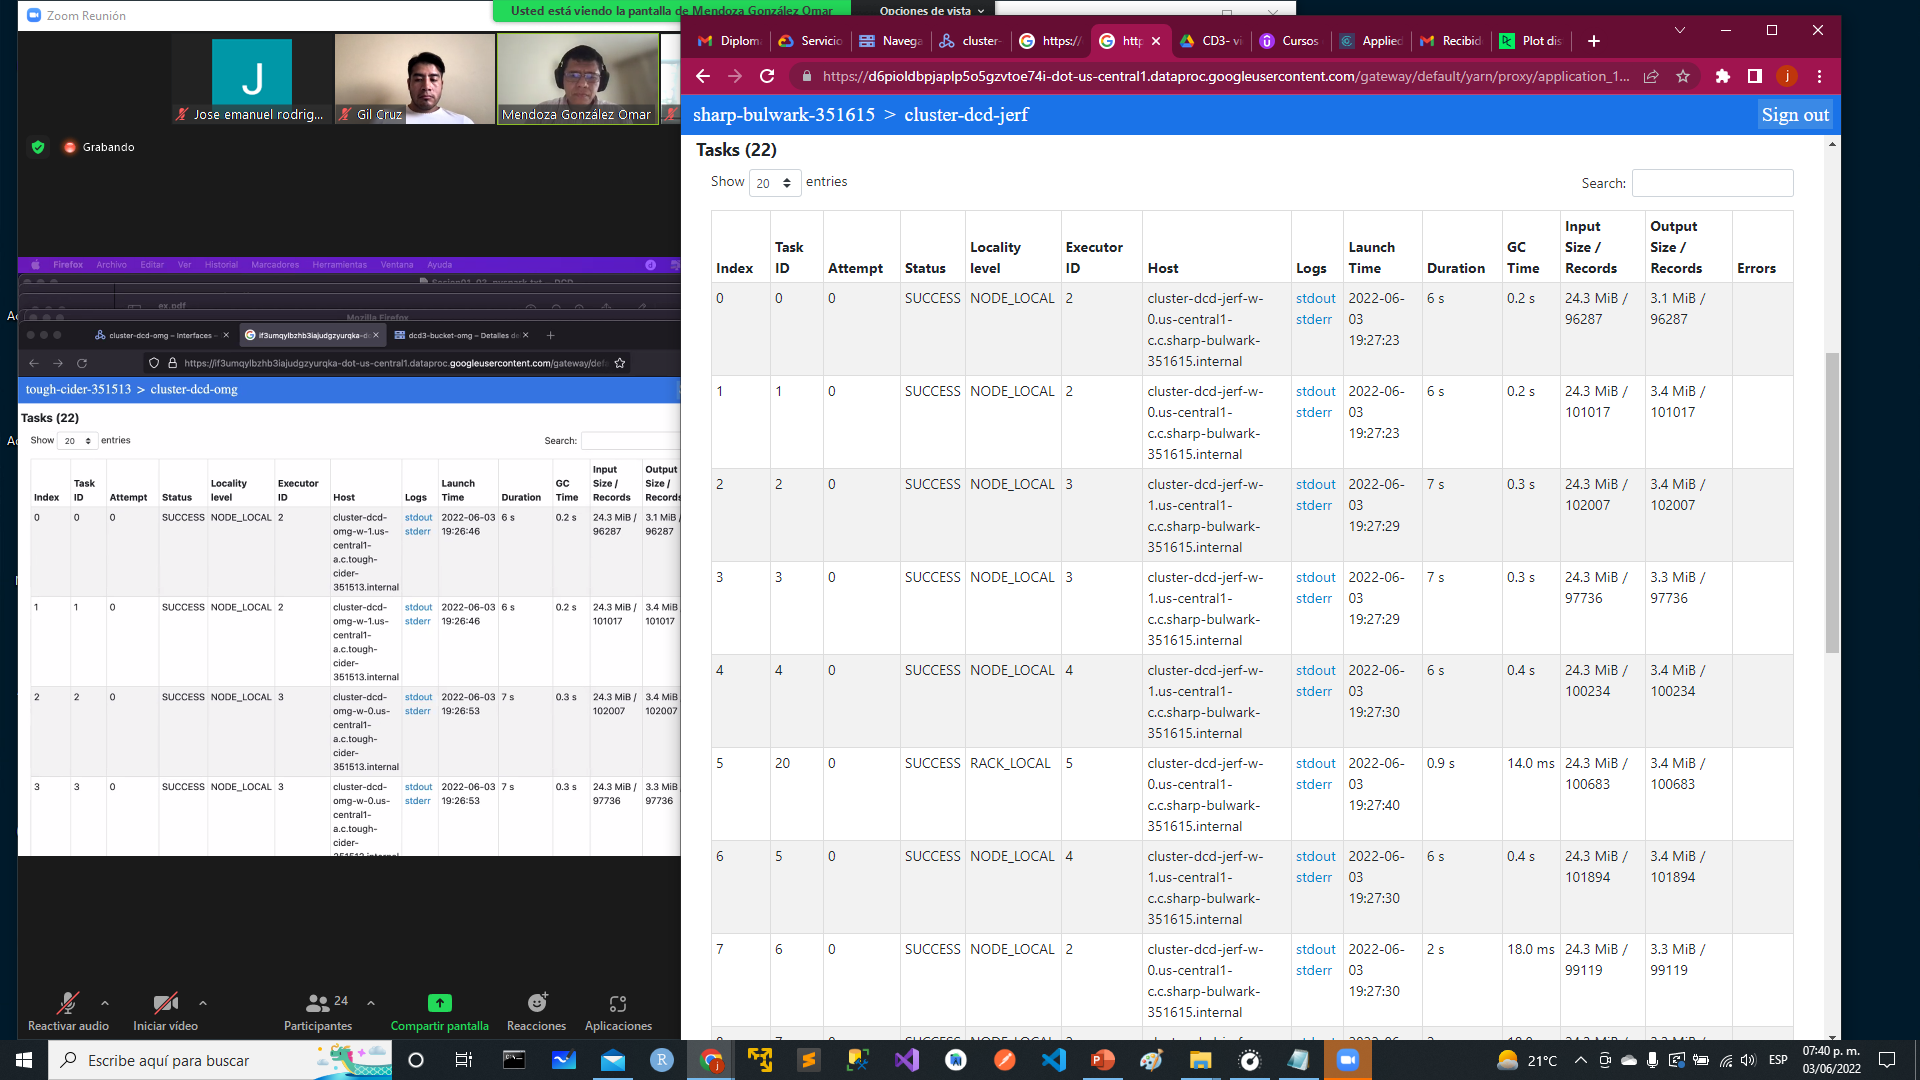 Zoom Reunión
Usted está viendo la pantalla de Mendoza González Omar
Opciones de vista
J
Jose emanuel rodrig...
Gil Cruz
Mendoza González Omar
Grabando
Firefox Archivo Editar Ver Historial Marcadores Herramientas Ventana Ayuda
ex.pdf
Mozilla Firefox
cluster-dcd-omg – Interfaces –
if3umqylbzhb3iajudgzyurqka-do
dcd3-bucket-omg – Detalles de
https://if3umqylbzhb3iajudgzyurqka-dot-us-central1.dataproc.googleusercontent.com/gateway/defa
tough-cider-351513 > cluster-dcd-omg
Tasks (22)
Show 20 entries
Search:
Index Task ID Attempt Status Locality level Executor ID Host Logs Launch Time Duration GC Time Input Size / Records Output Size / Records
0 0 0 SUCCESS NODE_LOCAL 2 cluster-dcd-omg-w-1.us-central1-a.c.tough-cider-351513.internal stdout stderr 2022-06-03 19:26:46 6 s 0.2 s 24.3 MiB / 96287 3.1 MiB / 96287
1 1 0 SUCCESS NODE_LOCAL 2 cluster-dcd-omg-w-1.us-central1-a.c.tough-cider-351513.internal stdout stderr 2022-06-03 19:26:46 6 s 0.2 s 24.3 MiB / 101017 3.4 MiB / 101017
2 2 0 SUCCESS NODE_LOCAL 3 cluster-dcd-omg-w-0.us-central1-a.c.tough-cider-351513.internal stdout stderr 2022-06-03 19:26:53 7 s 0.3 s 24.3 MiB / 102007 3.4 MiB / 102007
3 3 0 SUCCESS NODE_LOCAL 3 cluster-dcd-omg-w-0.us-central1-a.c.tough-cider-351513.internal stdout stderr 2022-06-03 19:26:53 7 s 0.3 s 24.3 MiB / 97736 3.3 MiB / 97736
Reactivar audio
Iniciar vídeo
24
Participantes
Compartir pantalla
Reacciones
Aplicaciones
Diplom
Servicio
Navega
cluster-
https:/
http
CD3- vi
Cursos
Applied
Recibid
Plot dis
https://d6pioldbpjaplp5o5gzvtoe74i-dot-us-central1.dataproc.googleusercontent.com/gateway/default/yarn/proxy/application_1...
j
sharp-bulwark-351615 > cluster-dcd-jerf
Sign out
Tasks (22)
Show 20 entries
Search:
Index Task ID Attempt Status Locality level Executor ID Host Logs Launch Time Duration GC Time Input Size / Records Output Size / Records Errors
0 0 0 SUCCESS NODE_LOCAL 2 cluster-dcd-jerf-w-0.us-central1-c.c.sharp-bulwark-351615.internal stdout stderr 2022-06-03 19:27:23 6 s 0.2 s 24.3 MiB / 96287 3.1 MiB / 96287
1 1 0 SUCCESS NODE_LOCAL 2 cluster-dcd-jerf-w-0.us-central1-c.c.sharp-bulwark-351615.internal stdout stderr 2022-06-03 19:27:23 6 s 0.2 s 24.3 MiB / 101017 3.4 MiB / 101017
2 2 0 SUCCESS NODE_LOCAL 3 cluster-dcd-jerf-w-1.us-central1-c.c.sharp-bulwark-351615.internal stdout stderr 2022-06-03 19:27:29 7 s 0.3 s 24.3 MiB / 102007 3.4 MiB / 102007
3 3 0 SUCCESS NODE_LOCAL 3 cluster-dcd-jerf-w-1.us-central1-c.c.sharp-bulwark-351615.internal stdout stderr 2022-06-03 19:27:29 7 s 0.3 s 24.3 MiB / 97736 3.3 MiB / 97736
4 4 0 SUCCESS NODE_LOCAL 4 cluster-dcd-jerf-w-1.us-central1-c.c.sharp-bulwark-351615.internal stdout stderr 2022-06-03 19:27:30 6 s 0.4 s 24.3 MiB / 100234 3.4 MiB / 100234
5 20 0 SUCCESS RACK_LOCAL 5 cluster-dcd-jerf-w-0.us-central1-c.c.sharp-bulwark-351615.internal stdout stderr 2022-06-03 19:27:40 0.9 s 14.0 ms 24.3 MiB / 100683 3.4 MiB / 100683
6 5 0 SUCCESS NODE_LOCAL 4 cluster-dcd-jerf-w-1.us-central1-c.c.sharp-bulwark-351615.internal stdout stderr 2022-06-03 19:27:30 6 s 0.4 s 24.3 MiB / 101894 3.4 MiB / 101894
7 6 0 SUCCESS NODE_LOCAL 2 cluster-dcd-jerf-w-0.us-central1-c.c.sharp-bulwark-351615.internal stdout stderr 2022-06-03 19:27:30 2 s 18.0 ms 24.3 MiB / 99119 3.3 MiB / 99119
Escribe aquí para buscar
21°C
ESP
07:40 p. m.
03/06/2022